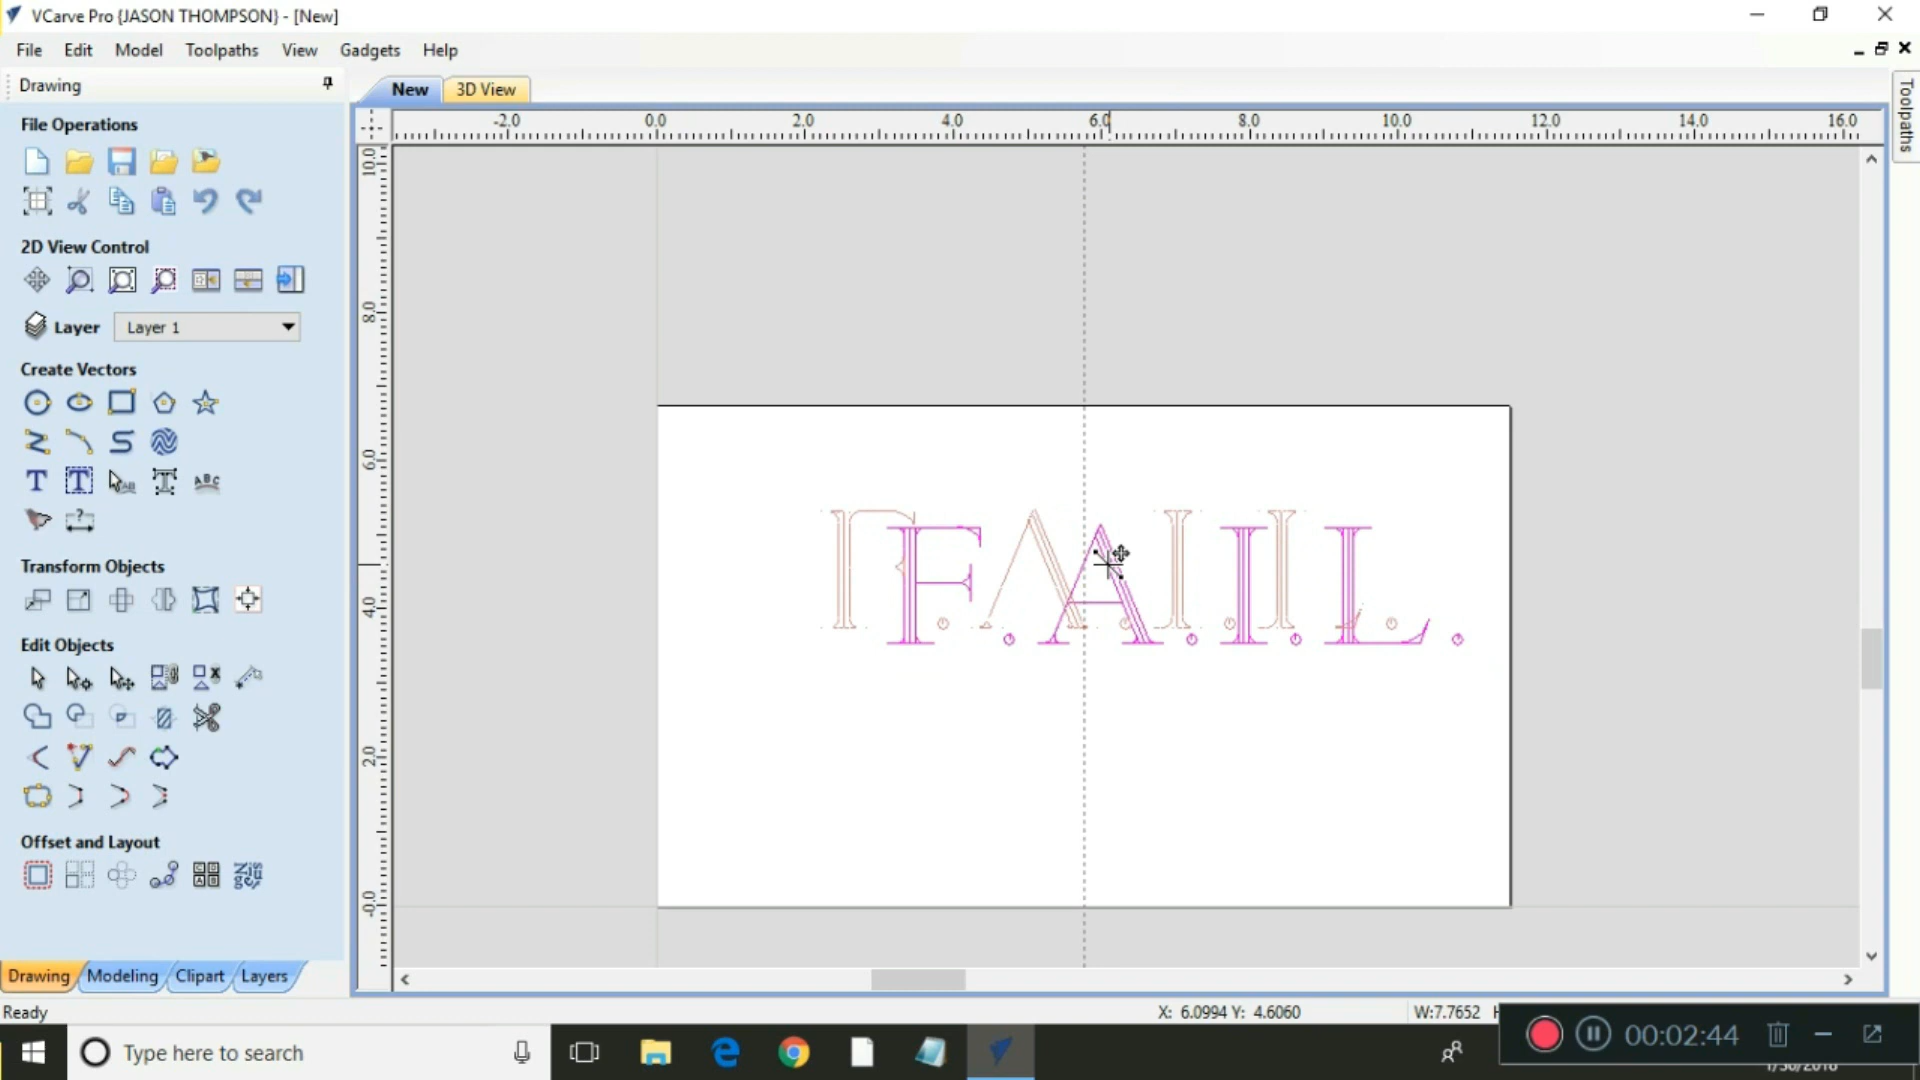 VCarve Pro {JASON THOMPSON} - [New]
File Edit Model Toolpaths View Gadgets Help
Drawing
New 3D View
Toolpaths
File Operations
-2.0 0.0 2.0 4.0 6.0 8.0 10.0 12.0 14.0 16.0
10.0
8.0
6.0
4.0
2.0
-0.0
2D View Control
Layer Layer 1
Create Vectors
F.A.I.L.
Transform Objects
Edit Objects
Offset and Layout
Drawing Modeling Clipart Layers
Ready
X: 6.0994 Y: 4.6060
W:7.7652
00:02:44
Type here to search